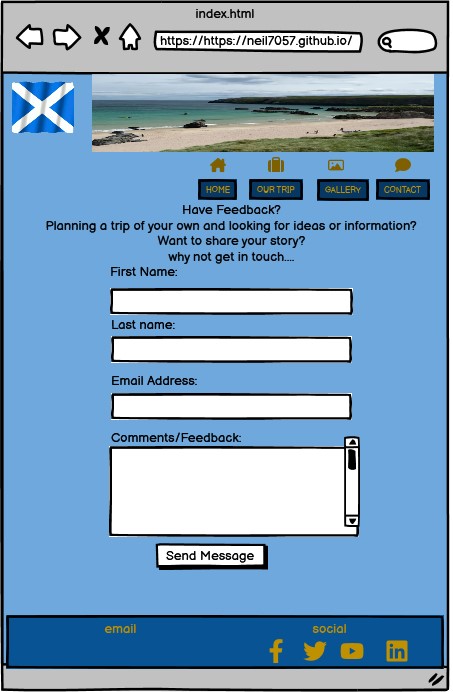 index.html
https://https://neil7057.github.io/
HOME OUR TRIP GALLERY CONTACT
Have Feedback?
Planning a trip of your own and looking for ideas or information?
Want to share your story?
why not get in touch....
First Name:
Last name:
Email Address:
Comments/Feedback:
Send Message
email social